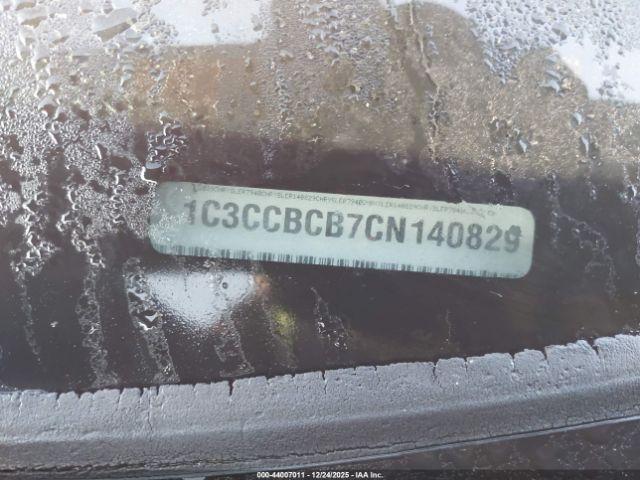 1C3CCBCB7CN140829
000-44007011 — 12/24/2025 — IAA Inc.